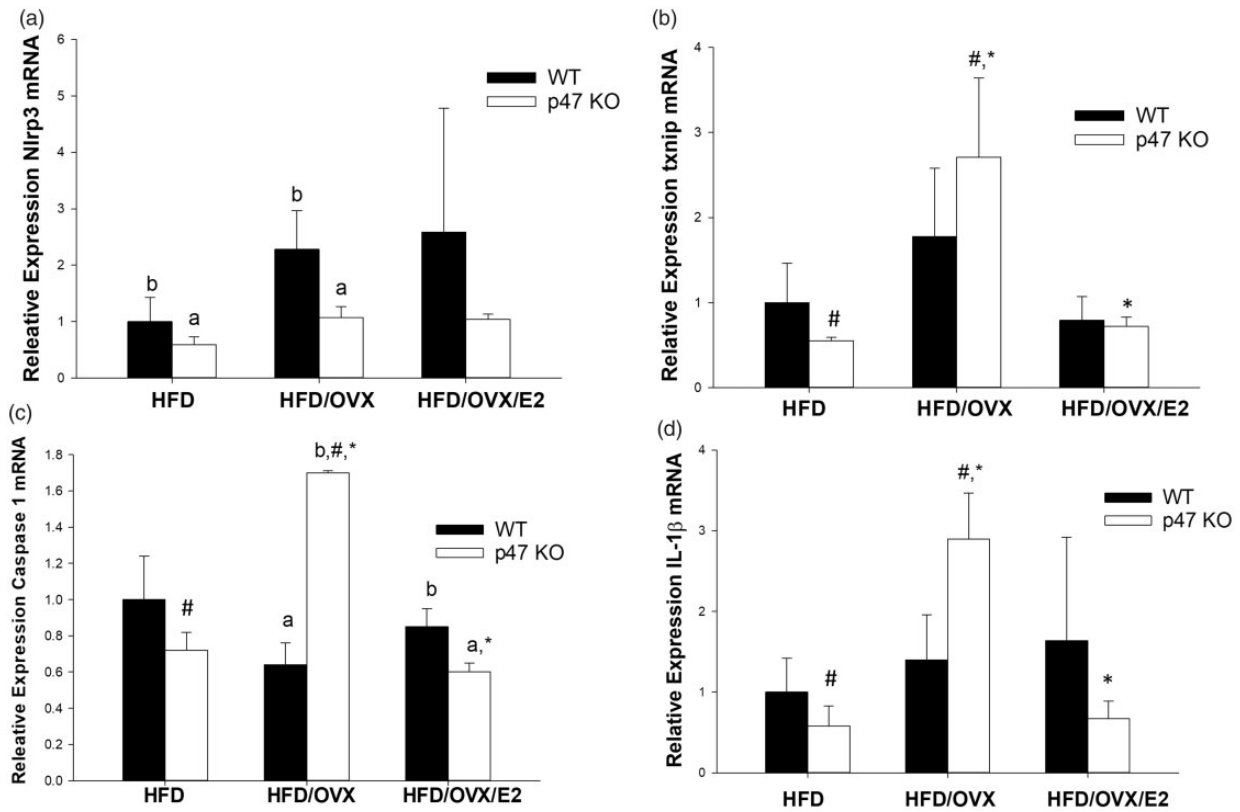 (a)
Releative Expression Nlrp3 mRNA
6
5
4
3
2
1
0
WT
p47 KO
b
a
b
a
HFD
HFD/OVX
HFD/OVX/E2
(b)
Relative Expression txnip mRNA
4
3
2
1
0
WT
p47 KO
#
#,*
*
HFD
HFD/OVX
HFD/OVX/E2
(c)
Releative Expression Caspase 1 mRNA
1.8
1.6
1.4
1.2
1.0
0.8
0.6
0.4
0.2
0.0
WT
p47 KO
#
a
b,#,*
b
a,*
HFD
HFD/OVX
HFD/OVX/E2
(d)
Relative Expression IL-1β mRNA
4
3
2
1
0
WT
p47 KO
#
#,*
*
HFD
HFD/OVX
HFD/OVX/E2